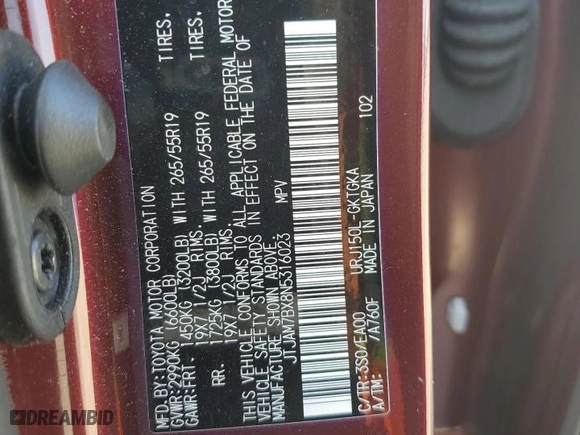 MFD.BY:TOYOTA MOTOR CORPORATION
GVWR:2990KG (6600LB)
GAWR:FRT. 1450KG (3200LB) WITH 265/55R19 TIRES,
19X7 1/2J RIMS.
RR. 1725KG (3800LB) WITH 265/55R19 TIRES,
19X7 1/2J RIMS.
THIS VEHICLE CONFORMS TO ALL APPLICABLE FEDERAL MOTOR
VEHICLE SAFETY STANDARDS IN EFFECT ON THE DATE OF
MANUFACTURE SHOWN ABOVE.
JTJAM7BX8N5316023 MPV
C/TR:3S0/EA00 URJ150L-GKTGKA
A/TM: /A760F MADE IN JAPAN 102
DREAMBID